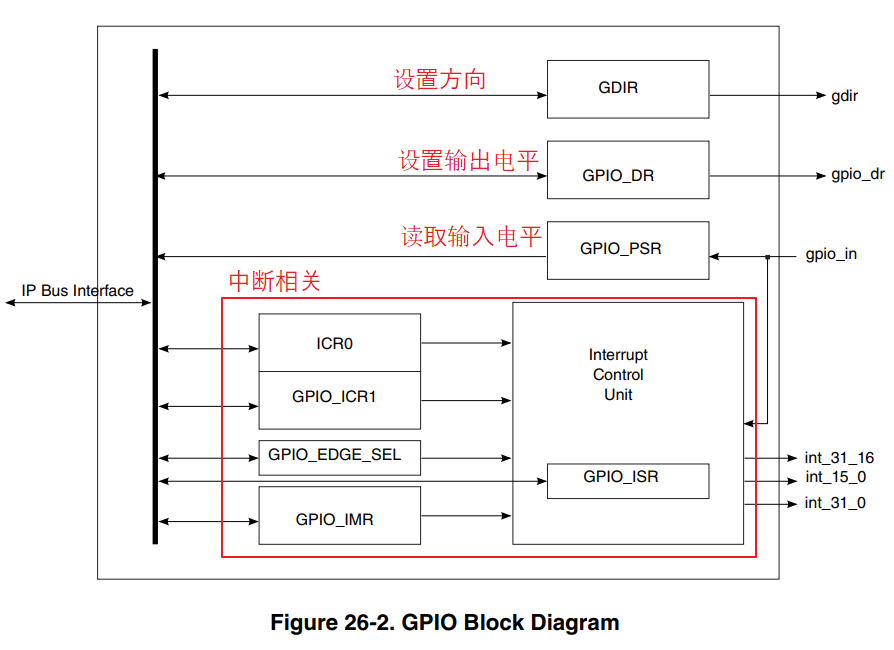 设置方向
GDIR
gdir
设置输出电平
GPIO_DR
gpio_dr
读取输入电平
GPIO_PSR
gpio_in
中断相关
IP Bus Interface
ICR0
GPIO_ICR1
GPIO_EDGE_SEL
GPIO_IMR
Interrupt
Control
Unit
GPIO_ISR
int_31_16
int_15_0
int_31_0
Figure 26-2. GPIO Block Diagram